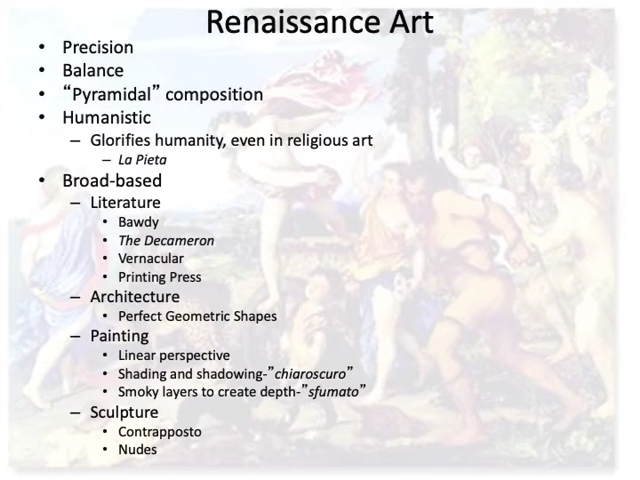 Renaissance Art
• Precision
• Balance
• “Pyramidal” composition
• Humanistic
– Glorifies humanity, even in religious art
– La Pieta
• Broad-based
– Literature
• Bawdy
• The Decameron
• Vernacular
• Printing Press
– Architecture
• Perfect Geometric Shapes
– Painting
• Linear perspective
• Shading and shadowing-”chiaroscuro”
• Smoky layers to create depth-”sfumato”
– Sculpture
• Contrapposto
• Nudes